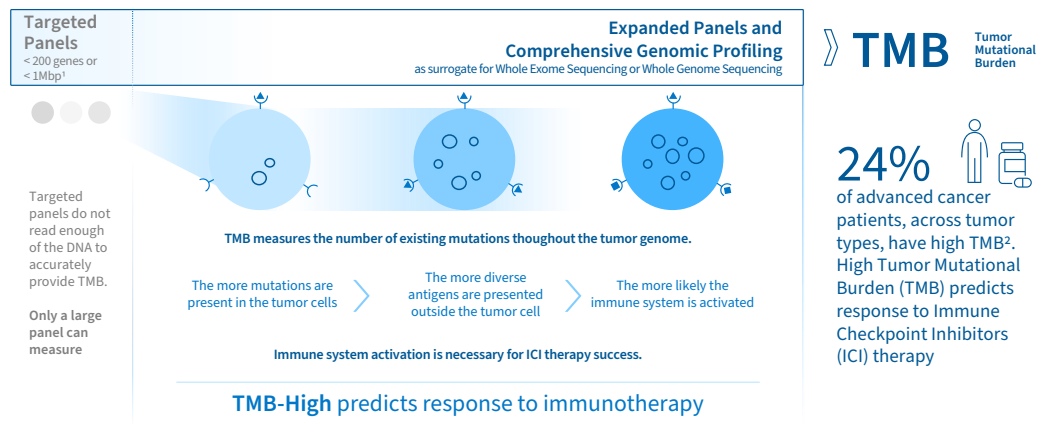 Targeted
Panels
< 200 genes or
< 1Mbp¹
Expanded Panels and
Comprehensive Genomic Profiling
as surrogate for Whole Exome Sequencing or Whole Genome Sequencing
TMB
Tumor
Mutational
Burden
Targeted
panels do not
read enough
of the DNA to
accurately
provide TMB.
Only a large
panel can
measure
TMB measures the number of existing mutations thoughout the tumor genome.
The more mutations are
present in the tumor cells
The more diverse
antigens are presented
outside the tumor cell
The more likely the
immune system is activated
Immune system activation is necessary for ICI therapy success.
TMB-High predicts response to immunotherapy
24%
of advanced cancer
patients, across tumor
types, have high TMB².
High Tumor Mutational
Burden (TMB) predicts
response to Immune
Checkpoint Inhibitors
(ICI) therapy